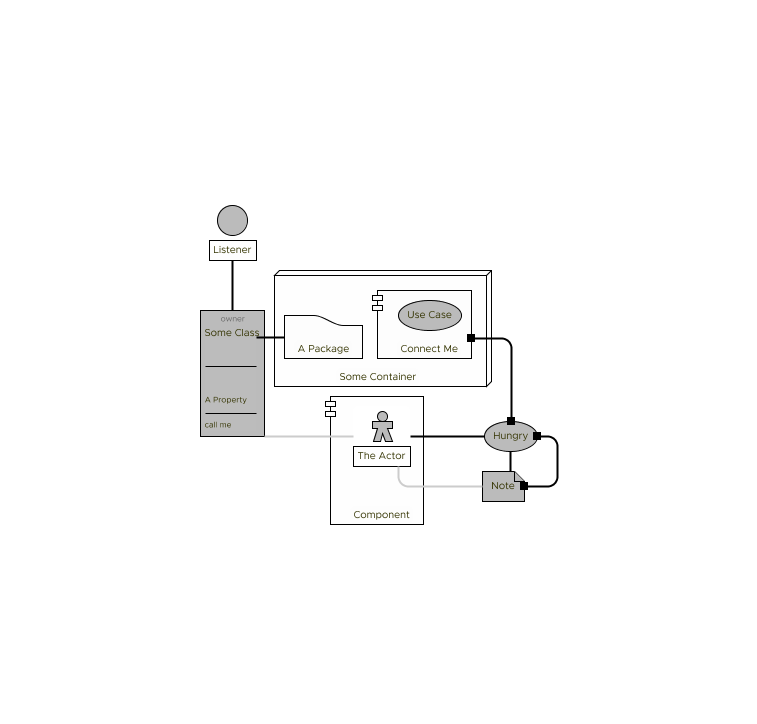 Listener
owner
Some Class
A Property
call me
A Package
Use Case
Connect Me
Some Container
The Actor
Component
Hungry
Note